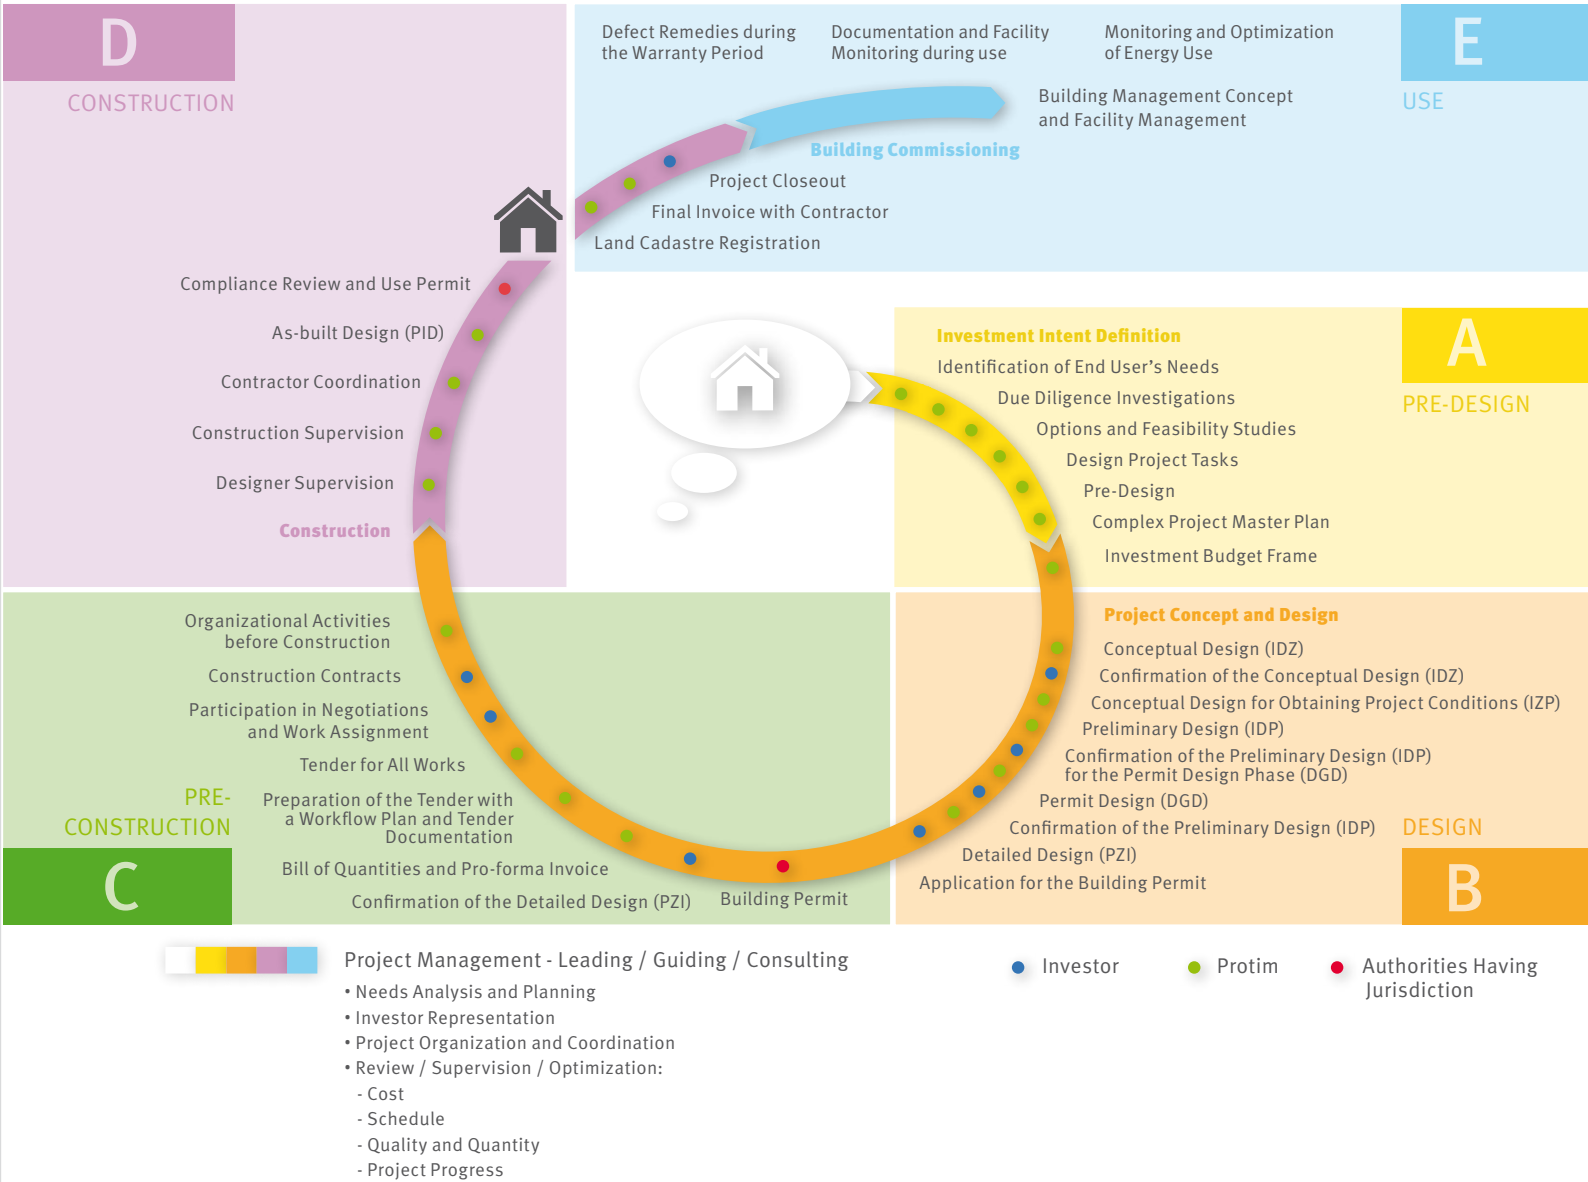 D
CONSTRUCTION
Defect Remedies during
the Warranty Period
Documentation and Facility
Monitoring during use
Monitoring and Optimization
of Energy Use
E
USE
Building Management Concept
and Facility Management
Building Commissioning
Project Closeout
Final Invoice with Contractor
Land Cadastre Registration
Compliance Review and Use Permit
As-built Design (PID)
Contractor Coordination
Construction Supervision
Designer Supervision
Construction
Investment Intent Definition
Identification of End User's Needs
Due Diligence Investigations
Options and Feasibility Studies
Design Project Tasks
Pre-Design
Complex Project Master Plan
Investment Budget Frame
A
PRE-DESIGN
Organizational Activities
before Construction
Construction Contracts
Participation in Negotiations
and Work Assignment
Tender for All Works
Preparation of the Tender with
a Workflow Plan and Tender
Documentation
Bill of Quantities and Pro-forma Invoice
Confirmation of the Detailed Design (PZI)
Building Permit
PRE-
CONSTRUCTION
C
Project Concept and Design
Conceptual Design (IDZ)
Confirmation of the Conceptual Design (IDZ)
Conceptual Design for Obtaining Project Conditions (IZP)
Preliminary Design (IDP)
Confirmation of the Preliminary Design (IDP)
for the Permit Design Phase (DGD)
Permit Design (DGD)
Confirmation of the Preliminary Design (IDP)
Detailed Design (PZI)
Application for the Building Permit
DESIGN
B
Project Management - Leading / Guiding / Consulting
• Needs Analysis and Planning
• Investor Representation
• Project Organization and Coordination
• Review / Supervision / Optimization:
- Cost
- Schedule
- Quality and Quantity
- Project Progress
Investor
Protim
Authorities Having
Jurisdiction